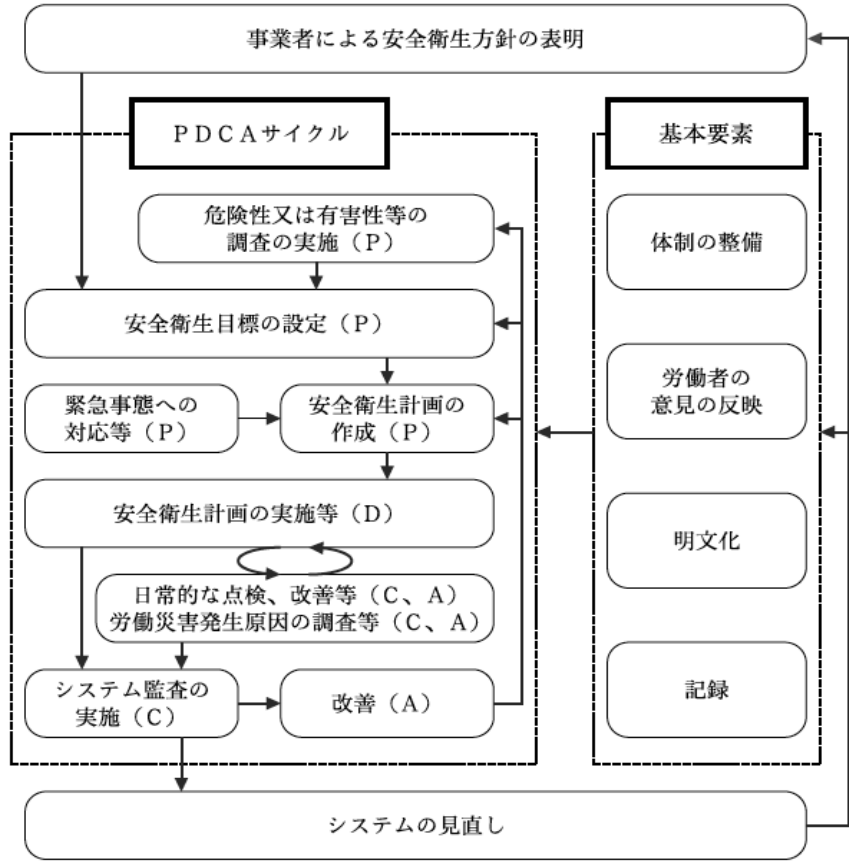 事業者による安全衛生方針の表明
PDCAサイクル
危険性又は有害性等の
調査の実施(P)
安全衛生目標の設定(P)
緊急事態への
対応等(P)
安全衛生計画の
作成(P)
安全衛生計画の実施等(D)
日常的な点検、改善等(C、A)
労働災害発生原因の調査等(C、A)
システム監査の
実施(C)
改善(A)
基本要素
体制の整備
労働者の
意見の反映
明文化
記録
システムの見直し